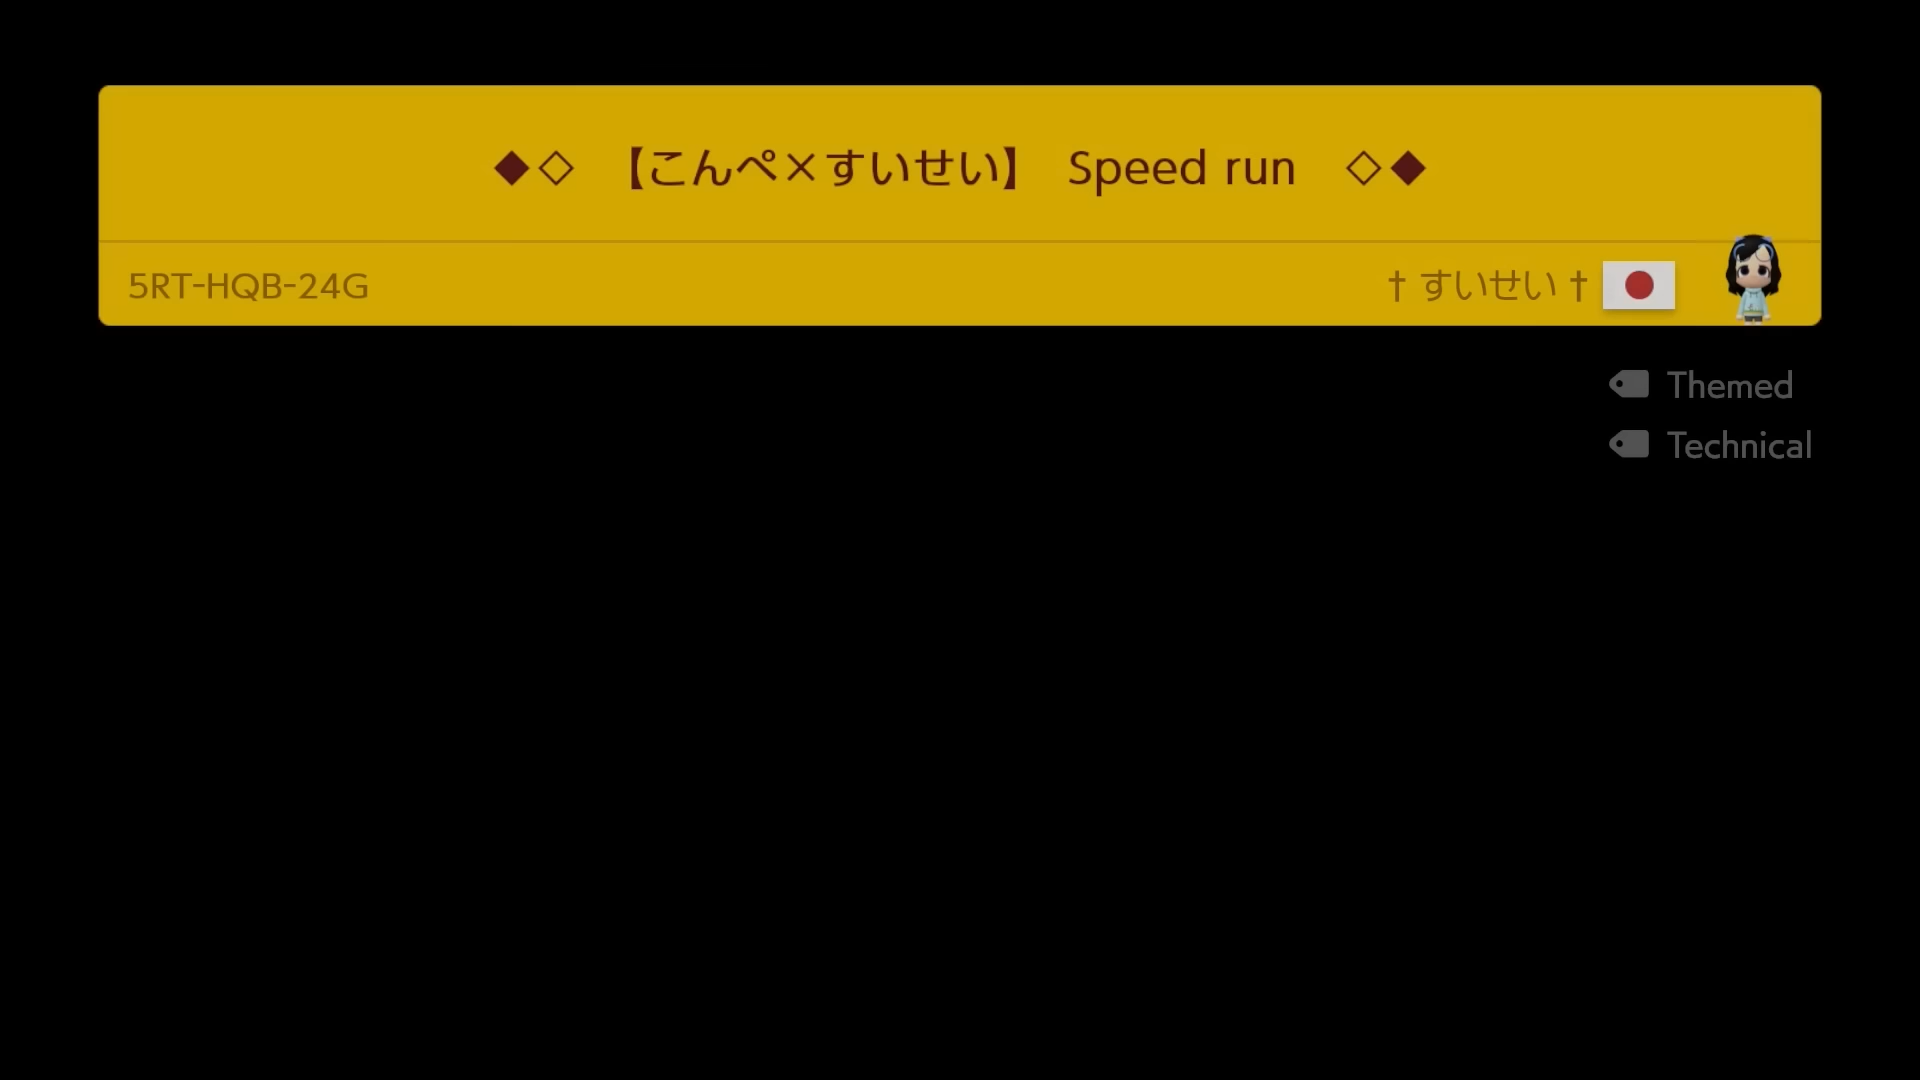 ◆◇ 【こんぺ×すいせい】 Speed run ◇◆
5RT-HQB-24G
† すいせい †
Themed
Technical